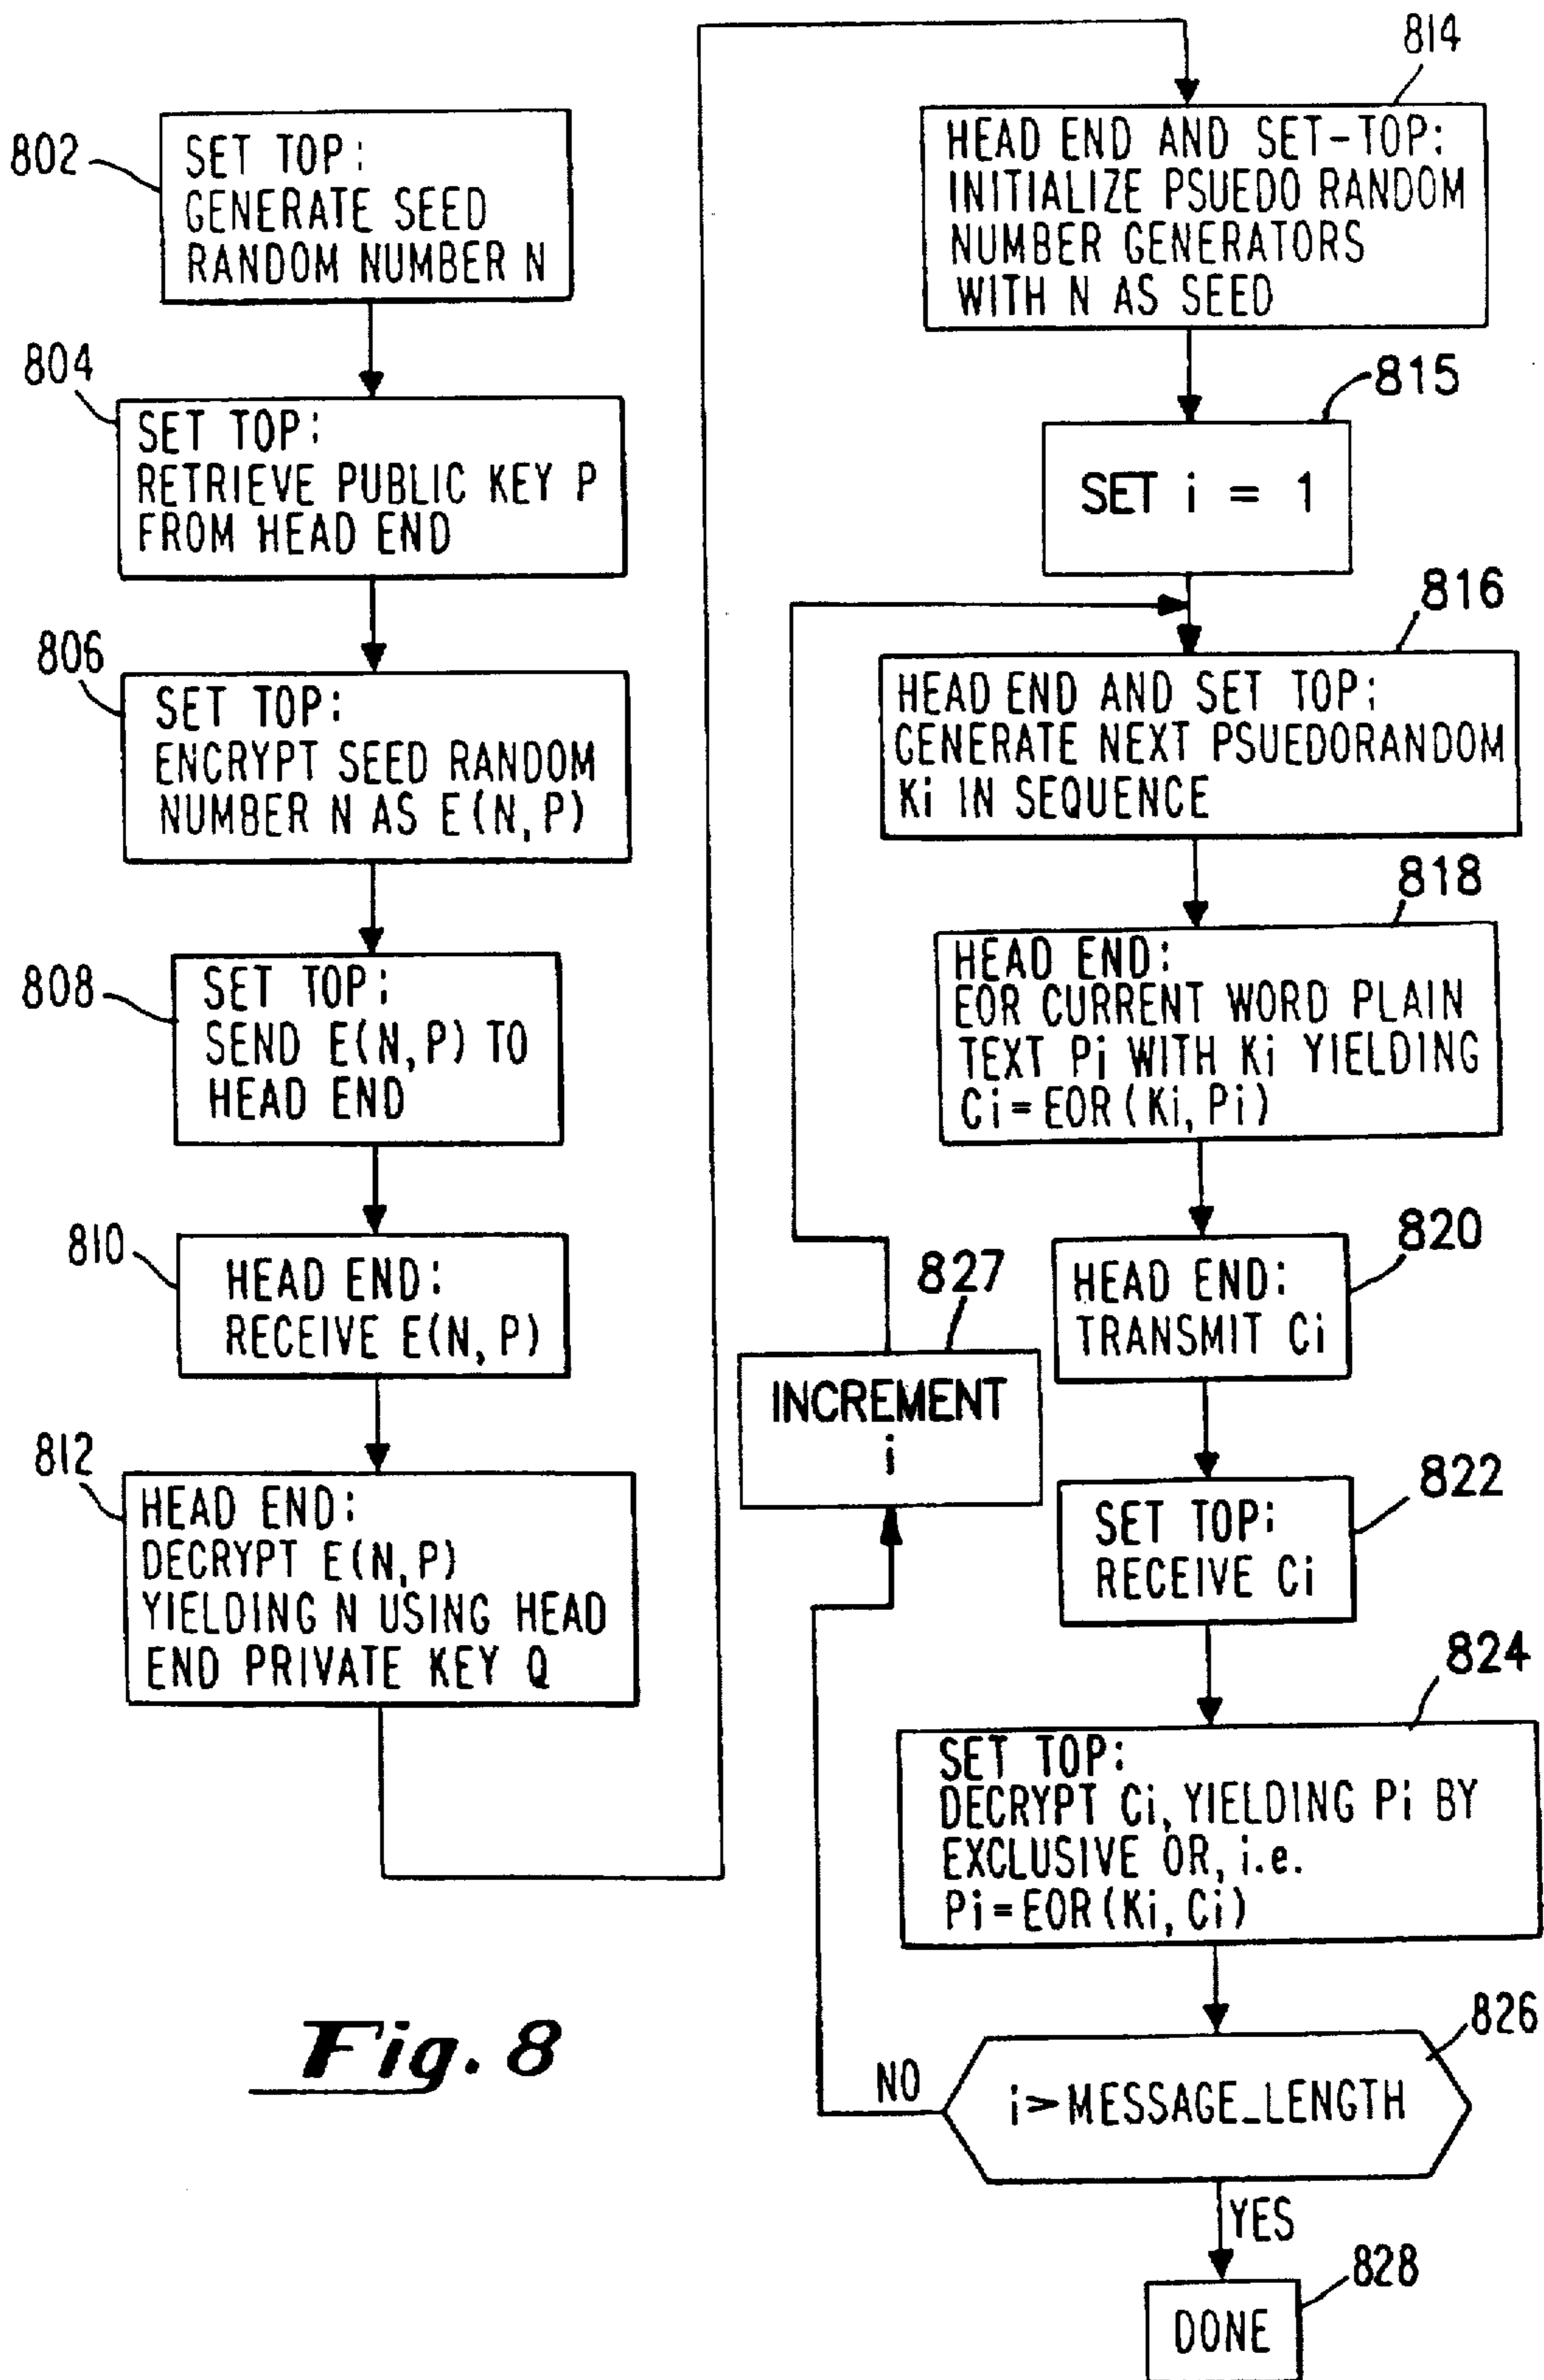 802
SET TOP:
GENERATE SEED
RANDOM NUMBER N
804
SET TOP:
RETRIEVE PUBLIC KEY P
FROM HEAD END
806
SET TOP:
ENCRYPT SEED RANDOM
NUMBER N AS E(N,P)
808
SET TOP:
SEND E(N,P) TO
HEAD END
810
HEAD END:
RECEIVE E(N,P)
812
HEAD END:
DECRYPT E(N,P)
YIELDING N USING HEAD
END PRIVATE KEY Q
814
HEAD END AND SET-TOP:
INITIALIZE PSUEDO RANDOM
NUMBER GENERATORS
WITH N AS SEED
815
SET i = 1
816
HEAD END AND SET TOP:
GENERATE NEXT PSUEDORANDOM
Ki IN SEQUENCE
818
HEAD END:
EOR CURRENT WORD PLAIN
TEXT Pi WITH Ki YIELDING
Ci=EOR(Ki,Pi)
820
HEAD END:
TRANSMIT Ci
827
INCREMENT
i
822
SET TOP:
RECEIVE Ci
824
SET TOP:
DECRYPT Ci, YIELDING Pi BY
EXCLUSIVE OR, i.e.
Pi=EOR(Ki,Ci)
826
i>MESSAGE_LENGTH
NO
YES
828
DONE
Fig. 8